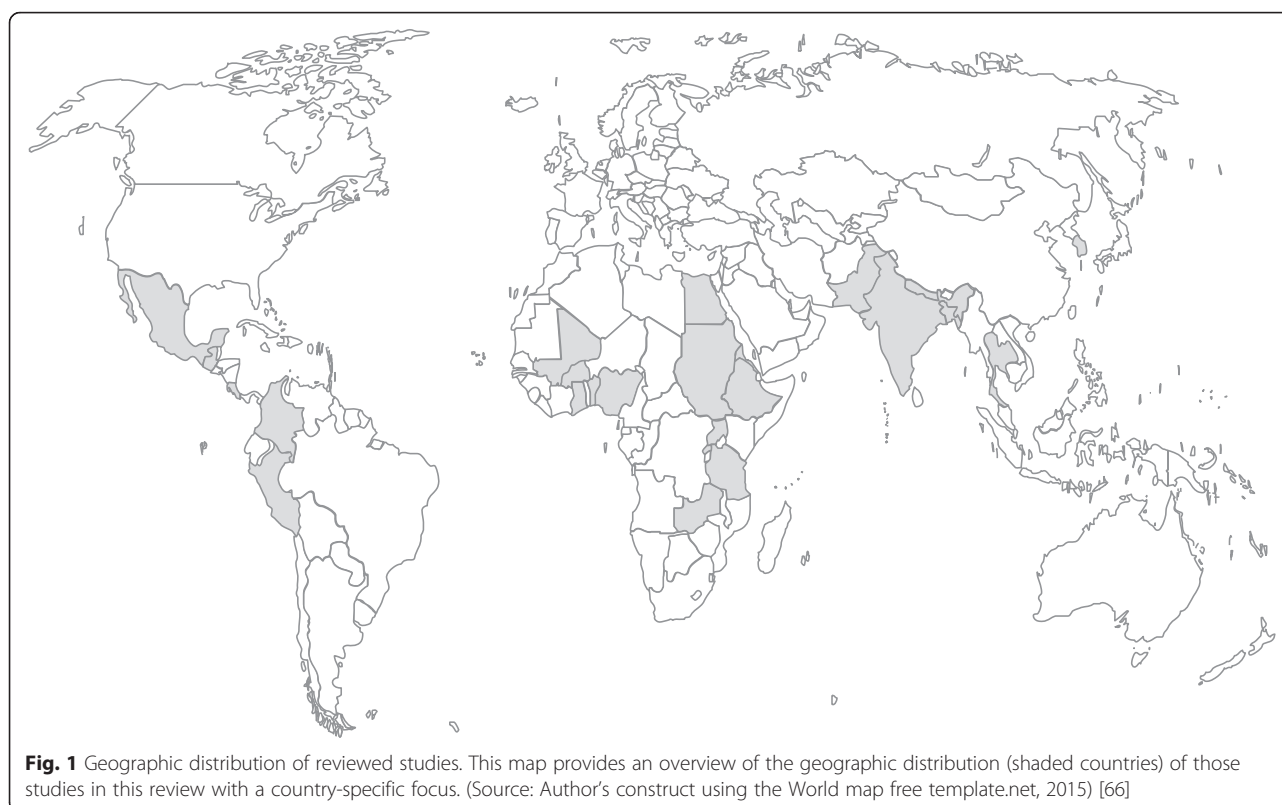 Fig. 1 Geographic distribution of reviewed studies. This map provides an overview of the geographic distribution (shaded countries) of those
studies in this review with a country-specific focus. (Source: Author’s construct using the World map free template.net, 2015) [66]